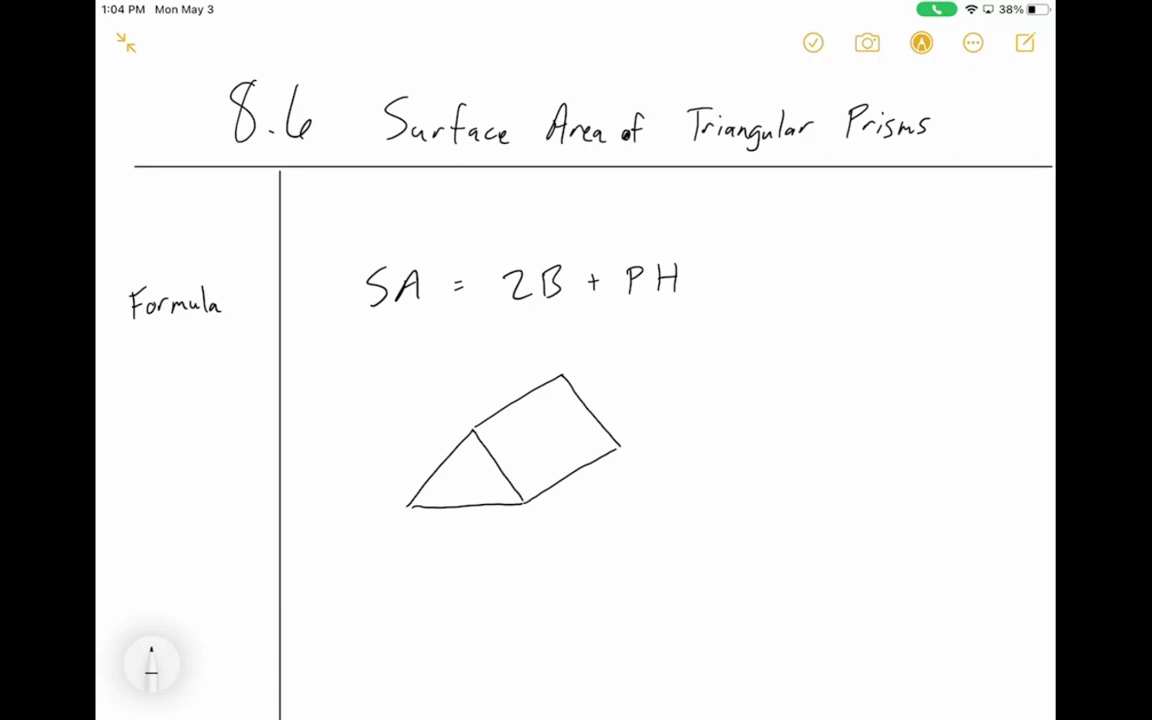 1:04 PM Mon May 3
38%
8.6 Surface Area of Triangular Prisms
Formula
SA = 2B + PH